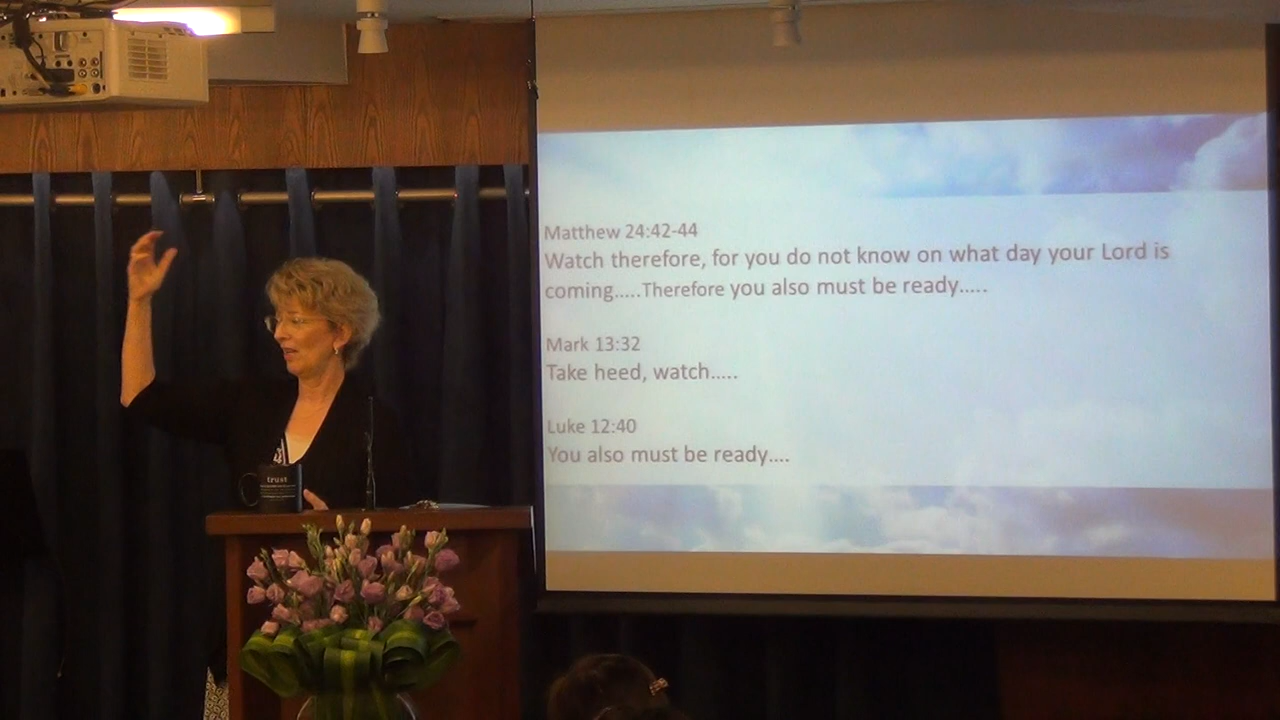 Matthew 24:42-44
Watch therefore, for you do not know on what day your Lord is
coming.....Therefore you also must be ready.....
Mark 13:32
Take heed, watch.....
Luke 12:40
You also must be ready....
trust